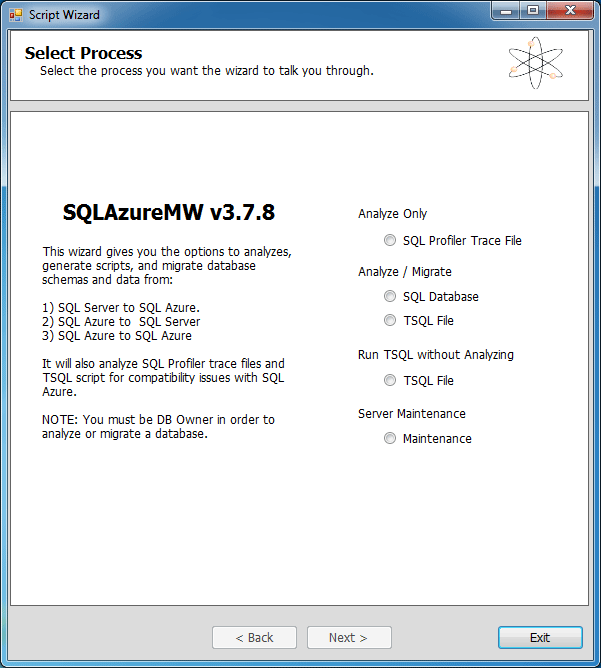 Script Wizard
Select Process
Select the process you want the wizard to talk you through.
SQLAzureMW v3.7.8
This wizard gives you the options to analyzes,
generate scripts, and migrate database
schemas and data from:
1) SQL Server to SQL Azure.
2) SQL Azure to  SQL Server
3) SQL Azure to SQL Azure
It will also analyze SQL Profiler trace files and
TSQL script for compatibility issues with SQL
Azure.
NOTE: You must be DB Owner in order to
analyze or migrate a database.
Analyze Only
SQL Profiler Trace File
Analyze / Migrate
SQL Database
TSQL File
Run TSQL without Analyzing
TSQL File
Server Maintenance
Maintenance
< Back
Next >
Exit